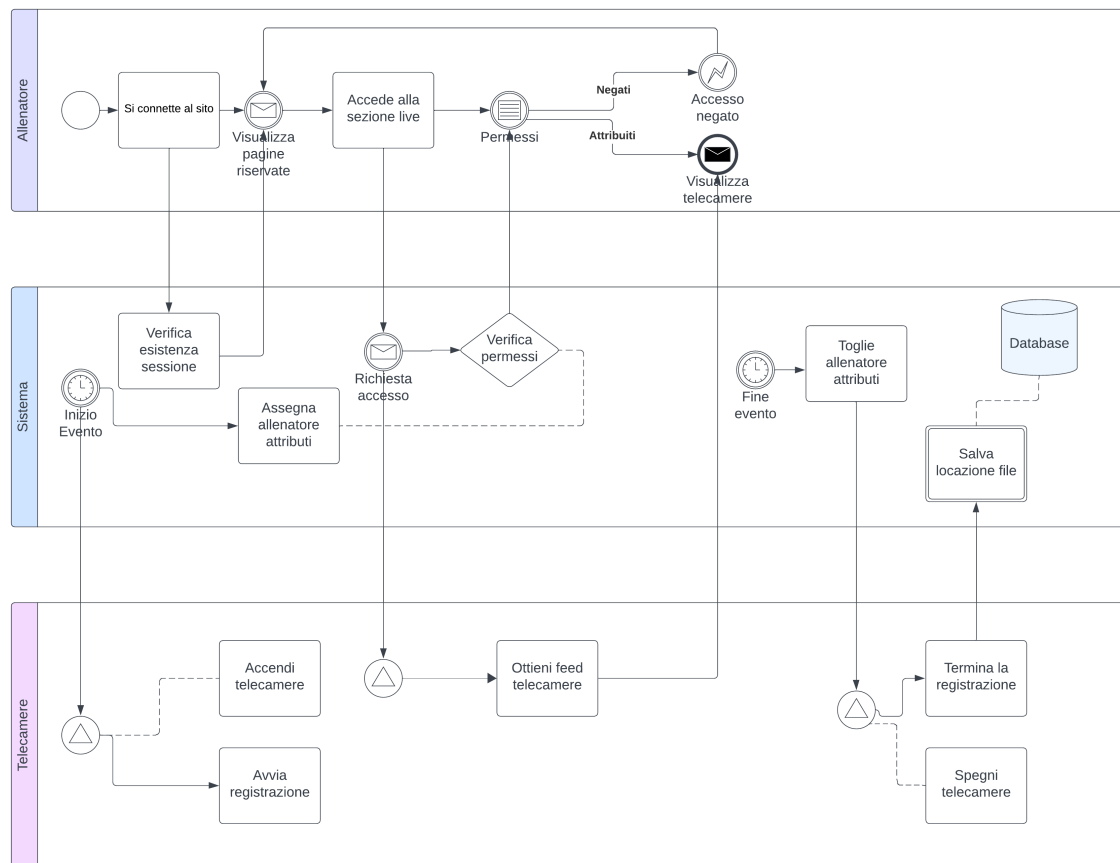 Allenatore
Si connette al sito
Visualizza
pagine
riservate
Accede alla
sezione live
Permessi
Negati
Attribuiti
Accesso
negato
Visualizza
telecamere
Sistema
Verifica
esistenza
sessione
Inizio
Evento
Assegna
allenatore
attributi
Richiesta
accesso
Verifica
permessi
Fine
evento
Toglie
allenatore
attributi
Database
Salva
locazione file
Telecamere
Accendi
telecamere
Avvia
registrazione
Ottieni feed
telecamere
Termina la
registrazione
Spegni
telecamere